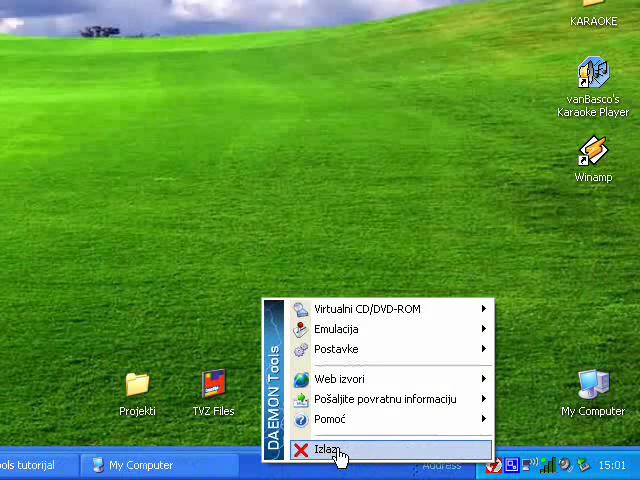 KARAOKE
vanBasco's
Karaoke Player
Winamp
DAEMON Tools
Virtualni CD/DVD-ROM
Emulacija
Postavke
Web izvori
Pošaljite povratnu informaciju
Pomoć
Izlaz
Projekti
TVZ Files
My Computer
ols tutorijal
My Computer
Address
15:01